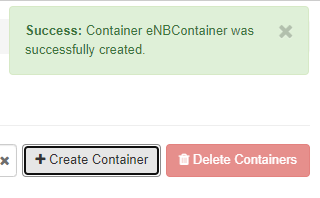 Success: Container eNBContainer was
successfully created.
Create Container
Delete Containers